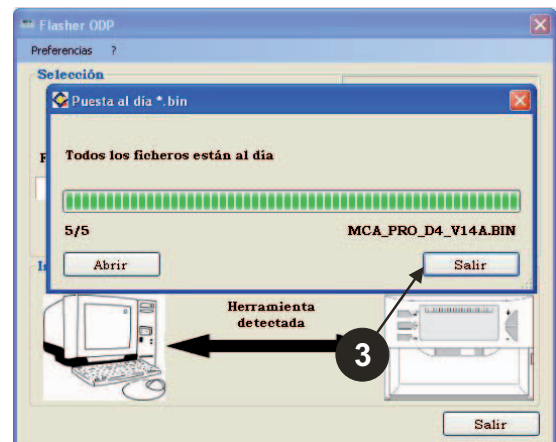 Flasher ODP
Preferencias ?
Selección
Puesta al día *.bin
Todos los ficheros están al día
5/5 MCA_PRO_D4_V14A.BIN
Abrir Salir
Herramienta
detectada
3
Salir